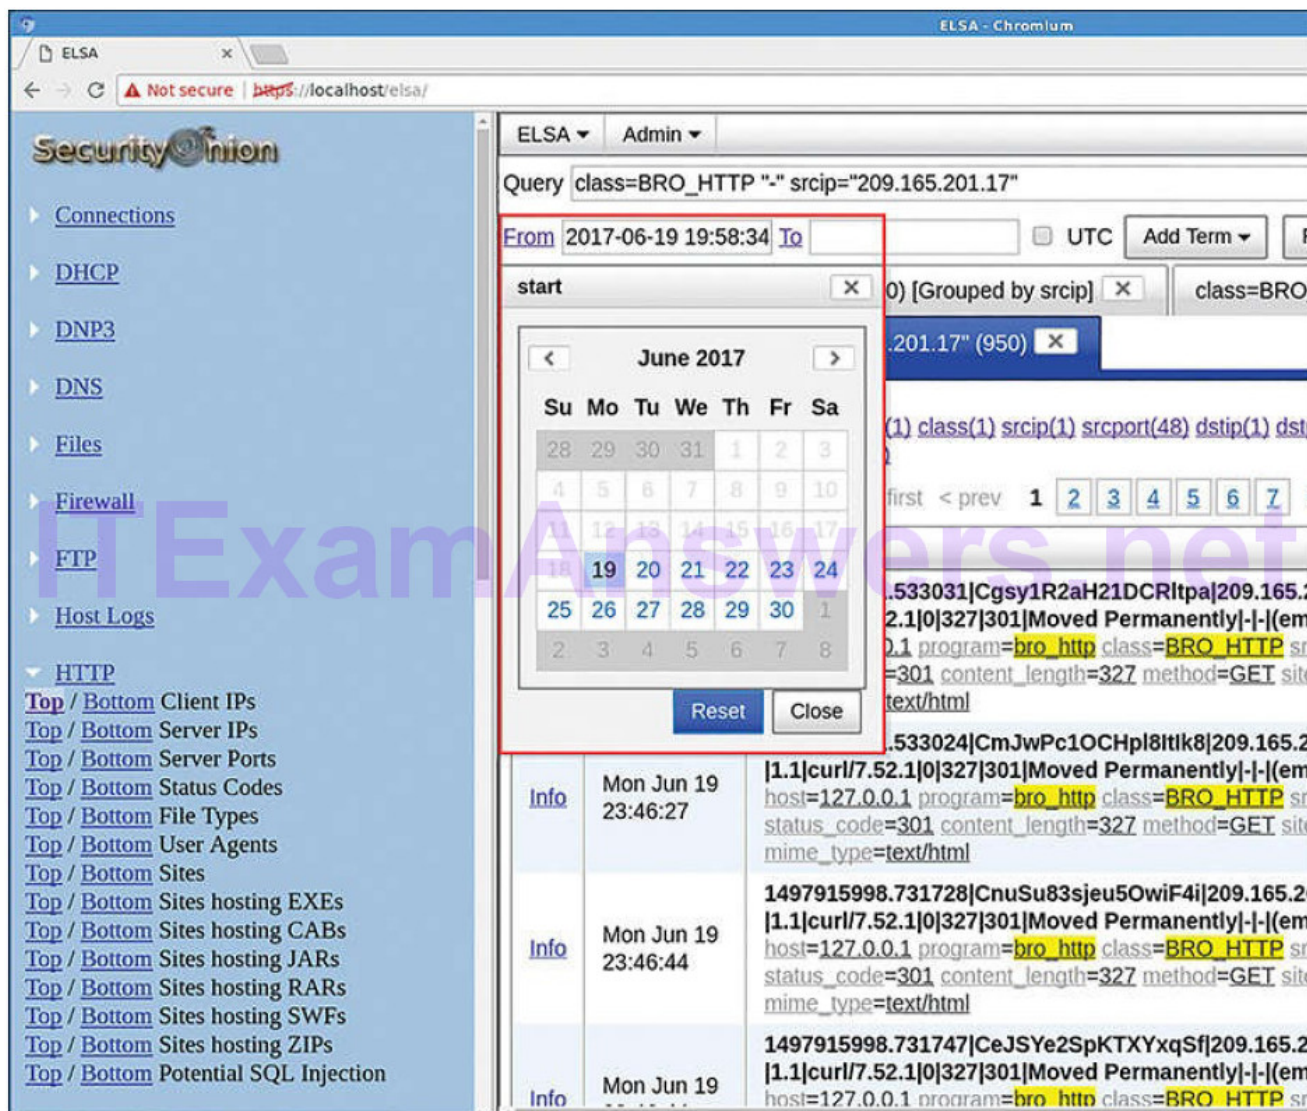 ELSA - Chromium
ELSA
Not secure | https://localhost/elsa/
SecurityOnion
Connections
DHCP
DNP3
DNS
Files
Firewall
FTP
Host Logs
HTTP
Top / Bottom Client IPs
Top / Bottom Server IPs
Top / Bottom Server Ports
Top / Bottom Status Codes
Top / Bottom File Types
Top / Bottom User Agents
Top / Bottom Sites
Top / Bottom Sites hosting EXEs
Top / Bottom Sites hosting CABs
Top / Bottom Sites hosting JARs
Top / Bottom Sites hosting RARs
Top / Bottom Sites hosting SWFs
Top / Bottom Sites hosting ZIPs
Top / Bottom Potential SQL Injection
ELSA Admin
Query class=BRO_HTTP "-" srcip="209.165.201.17"
From 2017-06-19 19:58:34 To UTC Add Term
start
0) [Grouped by srcip] class=BRO
.201.17" (950)
June 2017
Su Mo Tu We Th Fr Sa
28 29 30 31 1 2 3
4 5 6 7 8 9 10
11 12 13 14 15 16 17
18 19 20 21 22 23 24
25 26 27 28 29 30 1
2 3 4 5 6 7 8
Reset Close
(1) class(1) srcip(1) srcport(48) dstip(1) dst
first < prev 1 2 3 4 5 6 7
.533031|Cgsy1R2aH21DCRltpa|209.165.2
2.1|0|327|301|Moved Permanently|-|-|(em
0.1 program=bro_http class=BRO_HTTP sr
=301 content_length=327 method=GET site
text/html
Info
Mon Jun 19
23:46:27
.533024|CmJwPc1OCHpl8ItIk8|209.165.2
|1.1|curl/7.52.1|0|327|301|Moved Permanently|-|-|(em
host=127.0.0.1 program=bro_http class=BRO_HTTP sr
status_code=301 content_length=327 method=GET site
mime_type=text/html
Info
Mon Jun 19
23:46:44
1497915998.731728|CnuSu83sjeu5OwiF4i|209.165.2
|1.1|curl/7.52.1|0|327|301|Moved Permanently|-|-|(em
host=127.0.0.1 program=bro_http class=BRO_HTTP sr
status_code=301 content_length=327 method=GET site
mime_type=text/html
Info
Mon Jun 19
1497915998.731747|CeJSYe2SpKTXYxqSf|209.165.2
|1.1|curl/7.52.1|0|327|301|Moved Permanently|-|-|(em
host=127.0.0.1 program=bro_http class=BRO_HTTP sr
ITExamAnswers.net